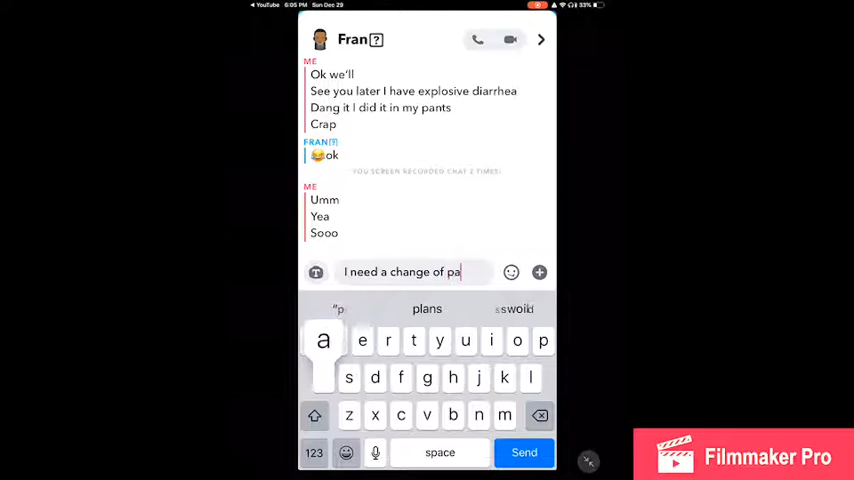 YouTube 6:05 PM Sun Dec 29 33%
Fran?
ME
Ok we'll
See you later I have explosive diarrhea
Dang it I did it in my pants
Crap
FRAN?
😂ok
YOU SCREEN RECORDED CHAT 2 TIMES!
ME
Umm
Yea
Sooo
T I need a change of pa
"p plans
a e r t y u i o p
s d f g h j k l
z x c v b n m
123 space Send
Filmmaker Pro